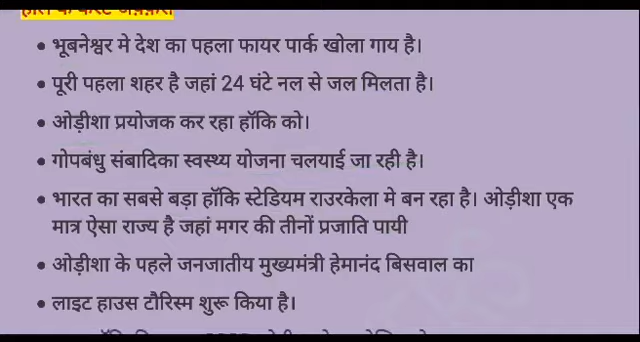 • भूबनेश्वर मे देश का पहला फायर पार्क खोला गाय है।
• पूरी पहला शहर है जहां 24 घंटे नल से जल मिलता है।
• ओड़ीशा प्रयोजक कर रहा हॉकि को।
• गोपबंधु संबादिका स्वस्थ्य योजना चलयाई जा रही है।
• भारत का सबसे बड़ा हॉकि स्टेडियम राउरकेला मे बन रहा है। ओड़ीशा एक
मात्र ऐसा राज्य है जहां मगर की तीनों प्रजाति पायी
• ओड़ीशा के पहले जनजातीय मुख्यमंत्री हेमानंद बिसवाल का
• लाइट हाउस टौरिस्म शुरू किया है।